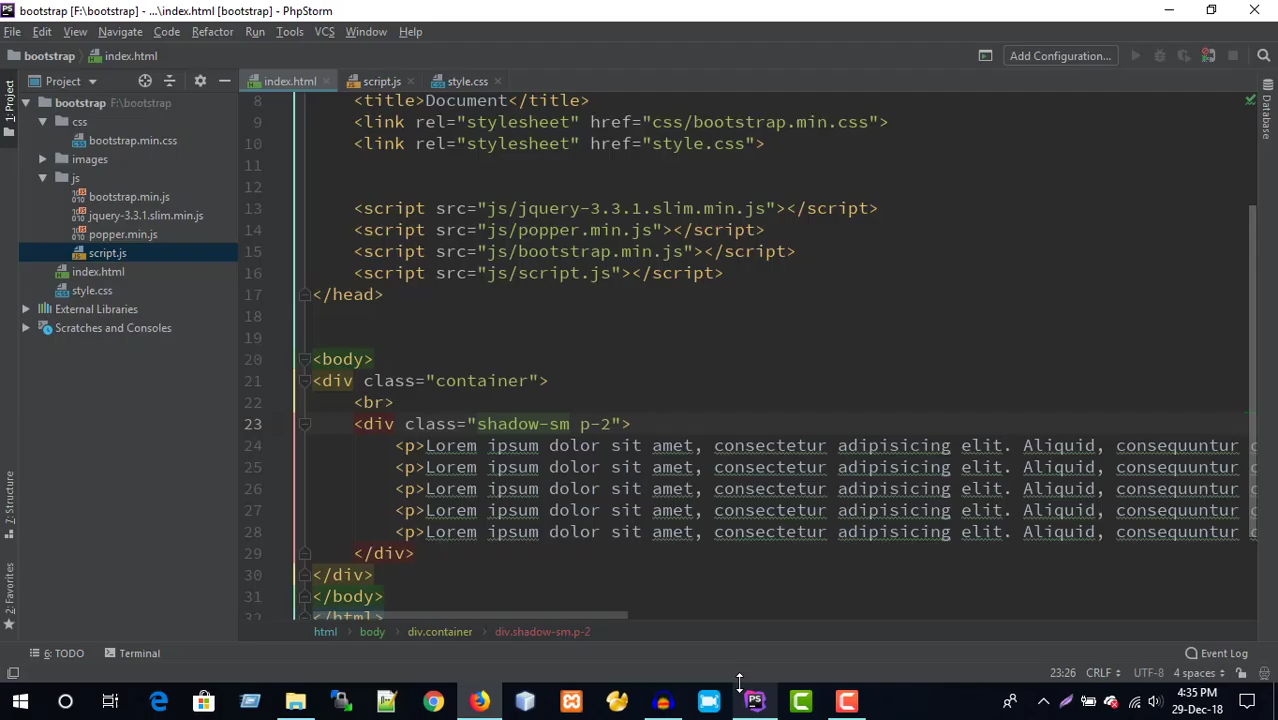 bootstrap [F:\bootstrap] - ...\index.html [bootstrap] - PhpStorm
File Edit View Navigate Code Refactor Run Tools VCS Window Help
bootstrap index.html Add Configuration...
1: Project
Project
index.html script.js style.css
Database
bootstrap F:\bootstrap
css
bootstrap.min.css
images
js
bootstrap.min.js
jquery-3.3.1.slim.min.js
popper.min.js
script.js
index.html
style.css
External Libraries
Scratches and Consoles
7: Structure
2: Favorites
8 <title>Document</title>
9 <link rel="stylesheet" href="css/bootstrap.min.css">
10 <link rel="stylesheet" href="style.css">
11
12
13 <script src="js/jquery-3.3.1.slim.min.js"></script>
14 <script src="js/popper.min.js"></script>
15 <script src="js/bootstrap.min.js"></script>
16 <script src="js/script.js"></script>
17 </head>
18
19
20 <body>
21 <div class="container">
22 <br>
23 <div class="shadow-sm p-2">
24 <p>Lorem ipsum dolor sit amet, consectetur adipisicing elit. Aliquid, consequuntur
25 <p>Lorem ipsum dolor sit amet, consectetur adipisicing elit. Aliquid, consequuntur
26 <p>Lorem ipsum dolor sit amet, consectetur adipisicing elit. Aliquid, consequuntur
27 <p>Lorem ipsum dolor sit amet, consectetur adipisicing elit. Aliquid, consequuntur
28 <p>Lorem ipsum dolor sit amet, consectetur adipisicing elit. Aliquid, consequuntur
29 </div>
30 </div>
31 </body>
32 </html>
html body div.container div.shadow-sm.p-2
6: TODO Terminal Event Log
23:26 CRLF UTF-8 4 spaces
PS
4:35 PM
29-Dec-18